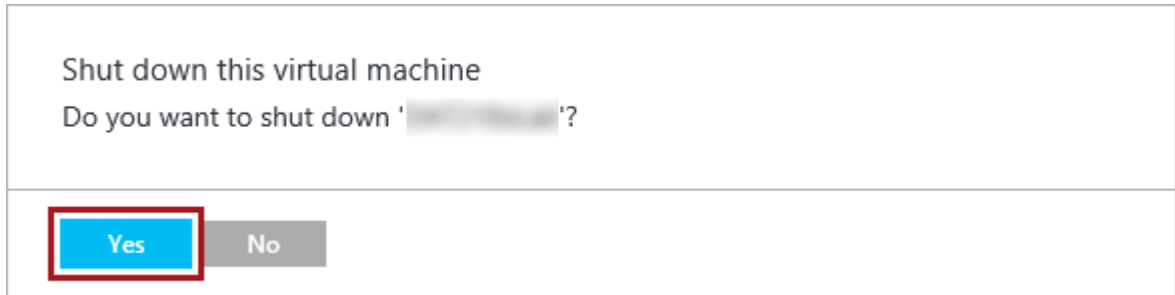 Shut down this virtual machine
Do you want to shut down ' '?
Yes No